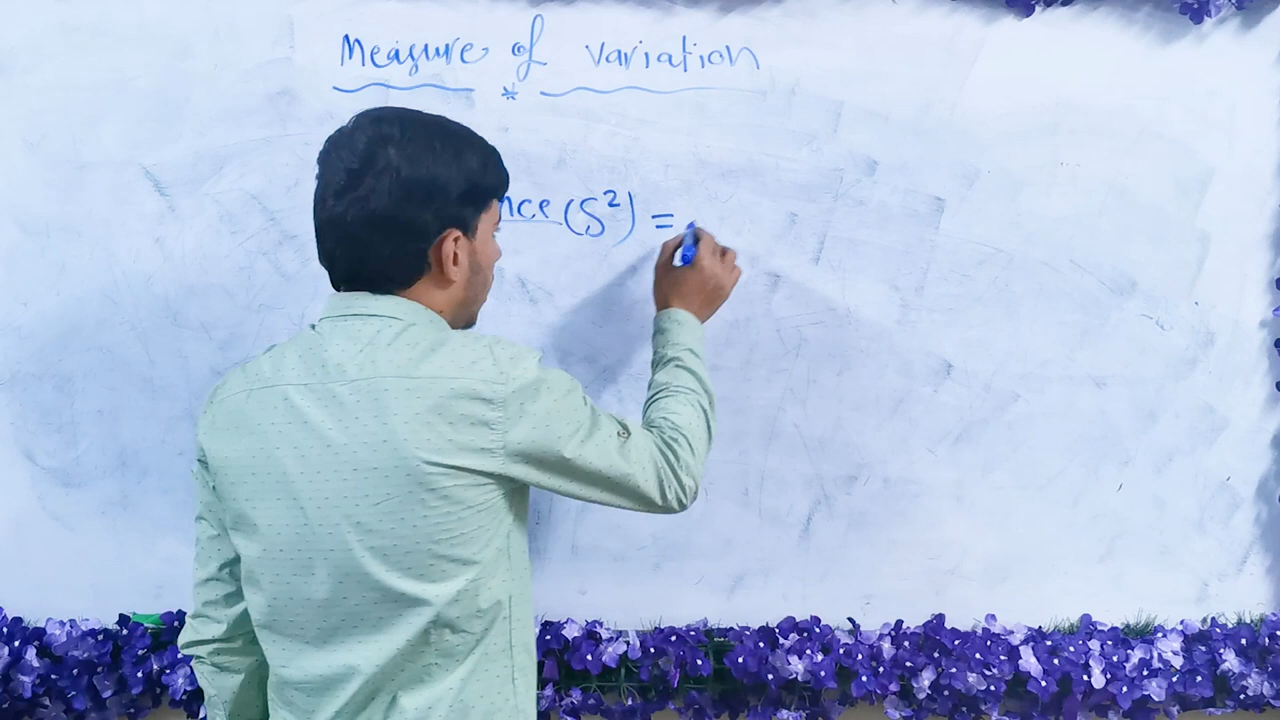 Measure of variation
*
nce (S²) =